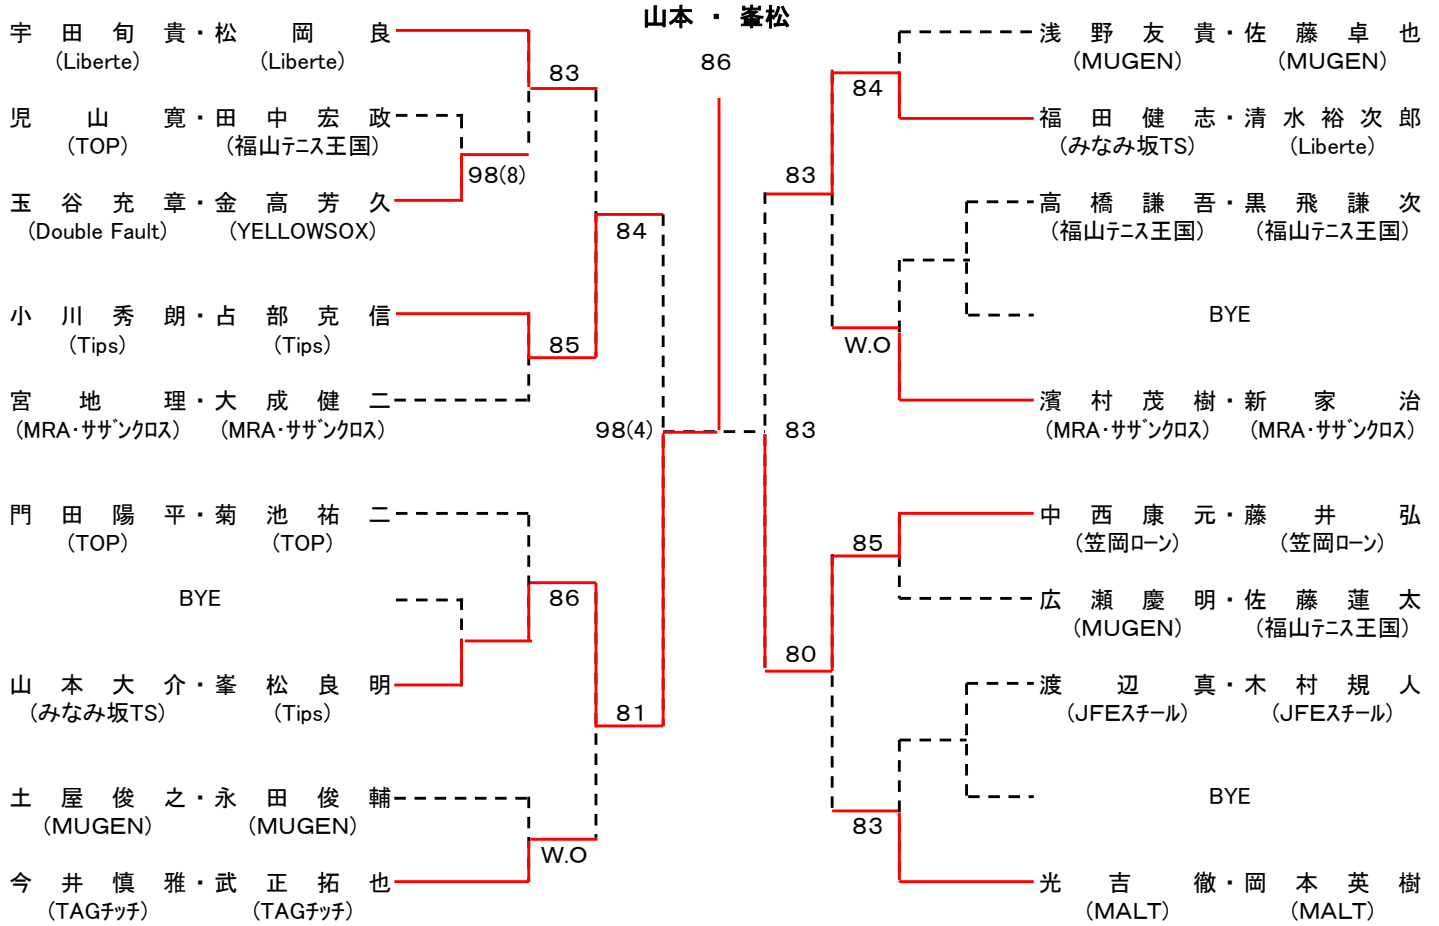 山本 ・ 峯松
86
宇田旬貴・松岡良
(Liberte) (Liberte)
83
児山寛・田中宏政
(TOP) (福山テニス王国)
98(8)
玉谷充章・金高芳久
(Double Fault) (YELLOWSOX)
84
小川秀朗・占部克信
(Tips) (Tips)
85
宮地理・大成健二
(MRA・サザンクロス) (MRA・サザンクロス)
98(4)
門田陽平・菊池祐二
(TOP) (TOP)
BYE
86
山本大介・峯松良明
(みなみ坂TS) (Tips)
81
土屋俊之・永田俊輔
(MUGEN) (MUGEN)
W.O
今井慎雅・武正拓也
(TAGチッチ) (TAGチッチ)
浅野友貴・佐藤卓也
(MUGEN) (MUGEN)
84
福田健志・清水裕次郎
(みなみ坂TS) (Liberte)
83
高橋謙吾・黒飛謙次
(福山テニス王国) (福山テニス王国)
BYE
W.O
濱村茂樹・新家治
(MRA・サザンクロス) (MRA・サザンクロス)
83
中西康元・藤井弘
(笠岡ローン) (笠岡ローン)
85
広瀬慶明・佐藤蓮太
(MUGEN) (福山テニス王国)
80
渡辺真・木村規人
(JFEスチール) (JFEスチール)
BYE
83
光吉徹・岡本英樹
(MALT) (MALT)